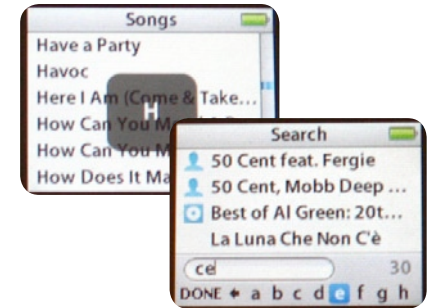 Songs
Have a Party
Havoc
Here I Am (Come & Take...
H
How Can You M
How Can You M
How Does It Ma
Search
50 Cent feat. Fergie
50 Cent, Mobb Deep ...
Best of Al Green: 20t...
La Luna Che Non C'è
ce
30
DONE a b c d e f g h